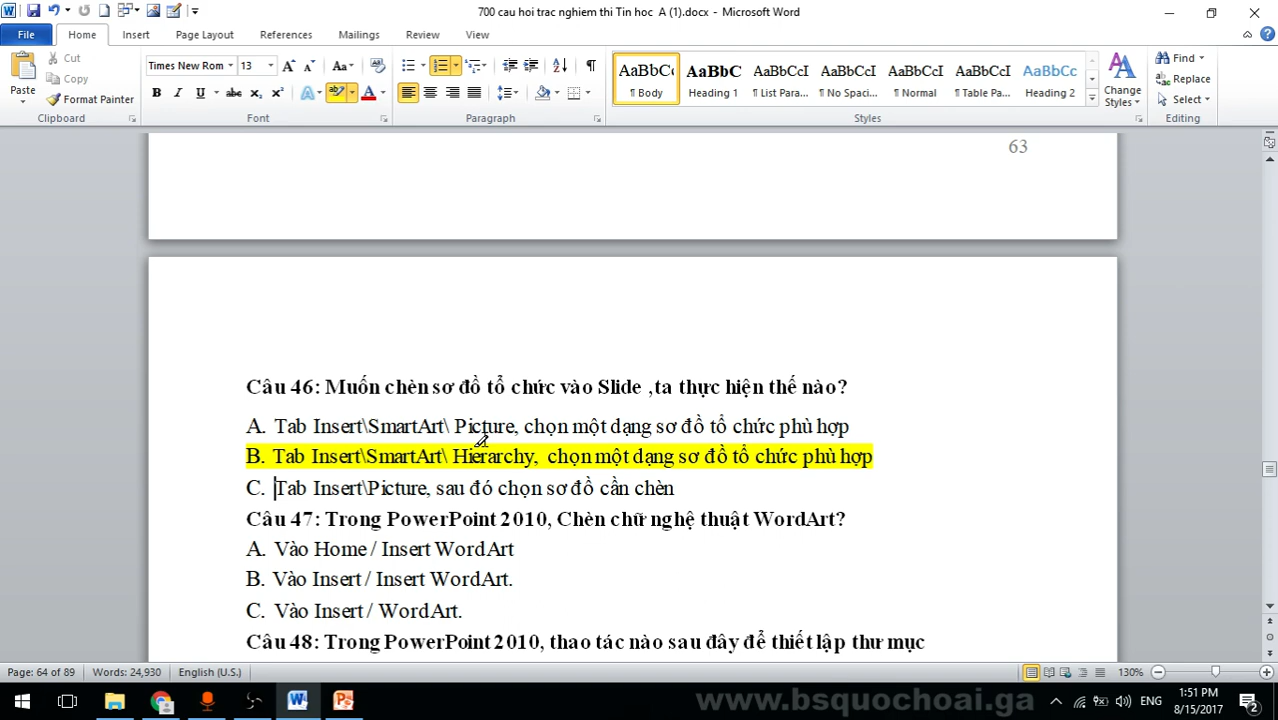 700 cau hoi trac nghiem thi Tin hoc A (1).docx - Microsoft Word
File Home Insert Page Layout References Mailings Review View
Paste Cut Copy Format Painter
Times New Rom 13
AaBbCc AaBbC AaBbCcI AaBbCcI AaBbCcI AaBbCcI AaBbCc
¶ Body Heading 1 ¶ List Para... ¶ No Spaci... ¶ Normal ¶ Table Pa... Heading 2
Change Styles
Find Replace Select
Clipboard Font Paragraph Styles Editing
63
Câu 46: Muốn chèn sơ đồ tổ chức vào Slide ,ta thực hiện thế nào?
A. Tab Insert\SmartArt\ Picture, chọn một dạng sơ đồ tổ chức phù hợp
B. Tab Insert\SmartArt\ Hierarchy, chọn một dạng sơ đồ tổ chức phù hợp
C. Tab Insert\Picture, sau đó chọn sơ đồ cần chèn
Câu 47: Trong PowerPoint 2010, Chèn chữ nghệ thuật WordArt?
A. Vào Home / Insert WordArt
B. Vào Insert / Insert WordArt.
C. Vào Insert / WordArt.
Câu 48: Trong PowerPoint 2010, thao tác nào sau đây để thiết lập thư mục
Page: 64 of 89 Words: 24,930 English (U.S.) 130%
www.bsquochoai.ga
ENG 1:51 PM
8/15/2017